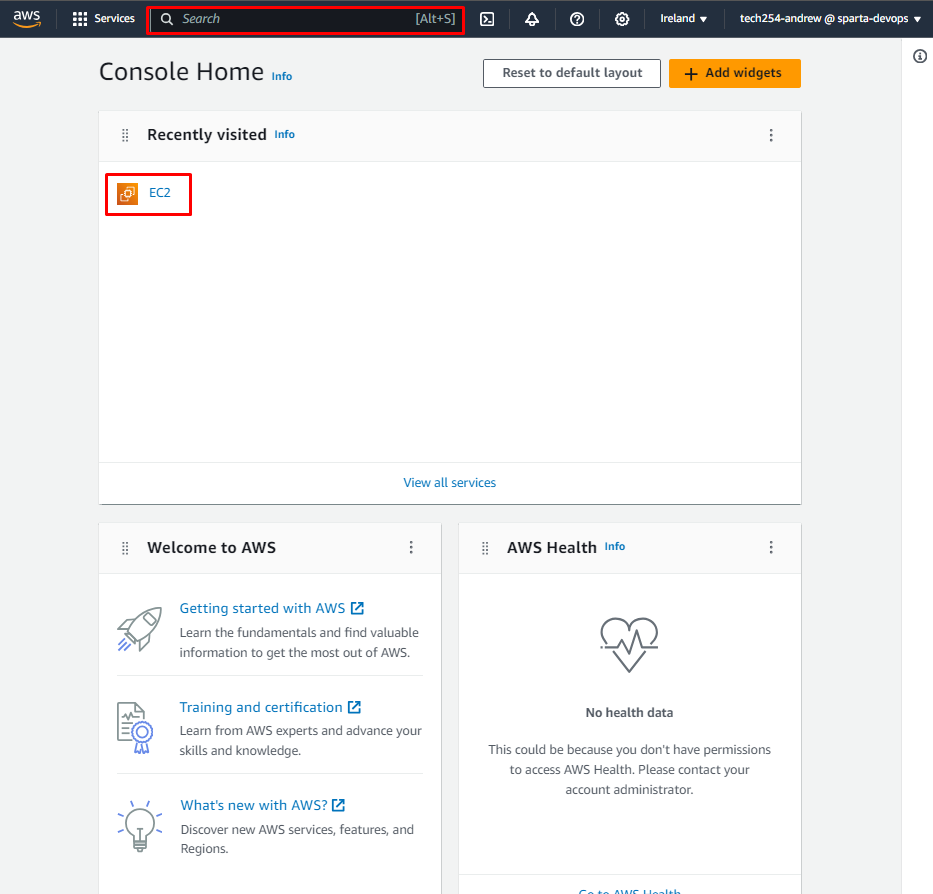 aws
Services
Search [Alt+S]
Ireland
tech254-andrew @ sparta-devops
Console Home Info
Reset to default layout
Add widgets
Recently visited Info
EC2
View all services
Welcome to AWS
Getting started with AWS
Learn the fundamentals and find valuable
information to get the most out of AWS.
Training and certification
Learn from AWS experts and advance your
skills and knowledge.
What's new with AWS?
Discover new AWS services, features, and
Regions.
AWS Health Info
No health data
This could be because you don't have permissions
to access AWS Health. Please contact your
account administrator.
Go to AWS Health